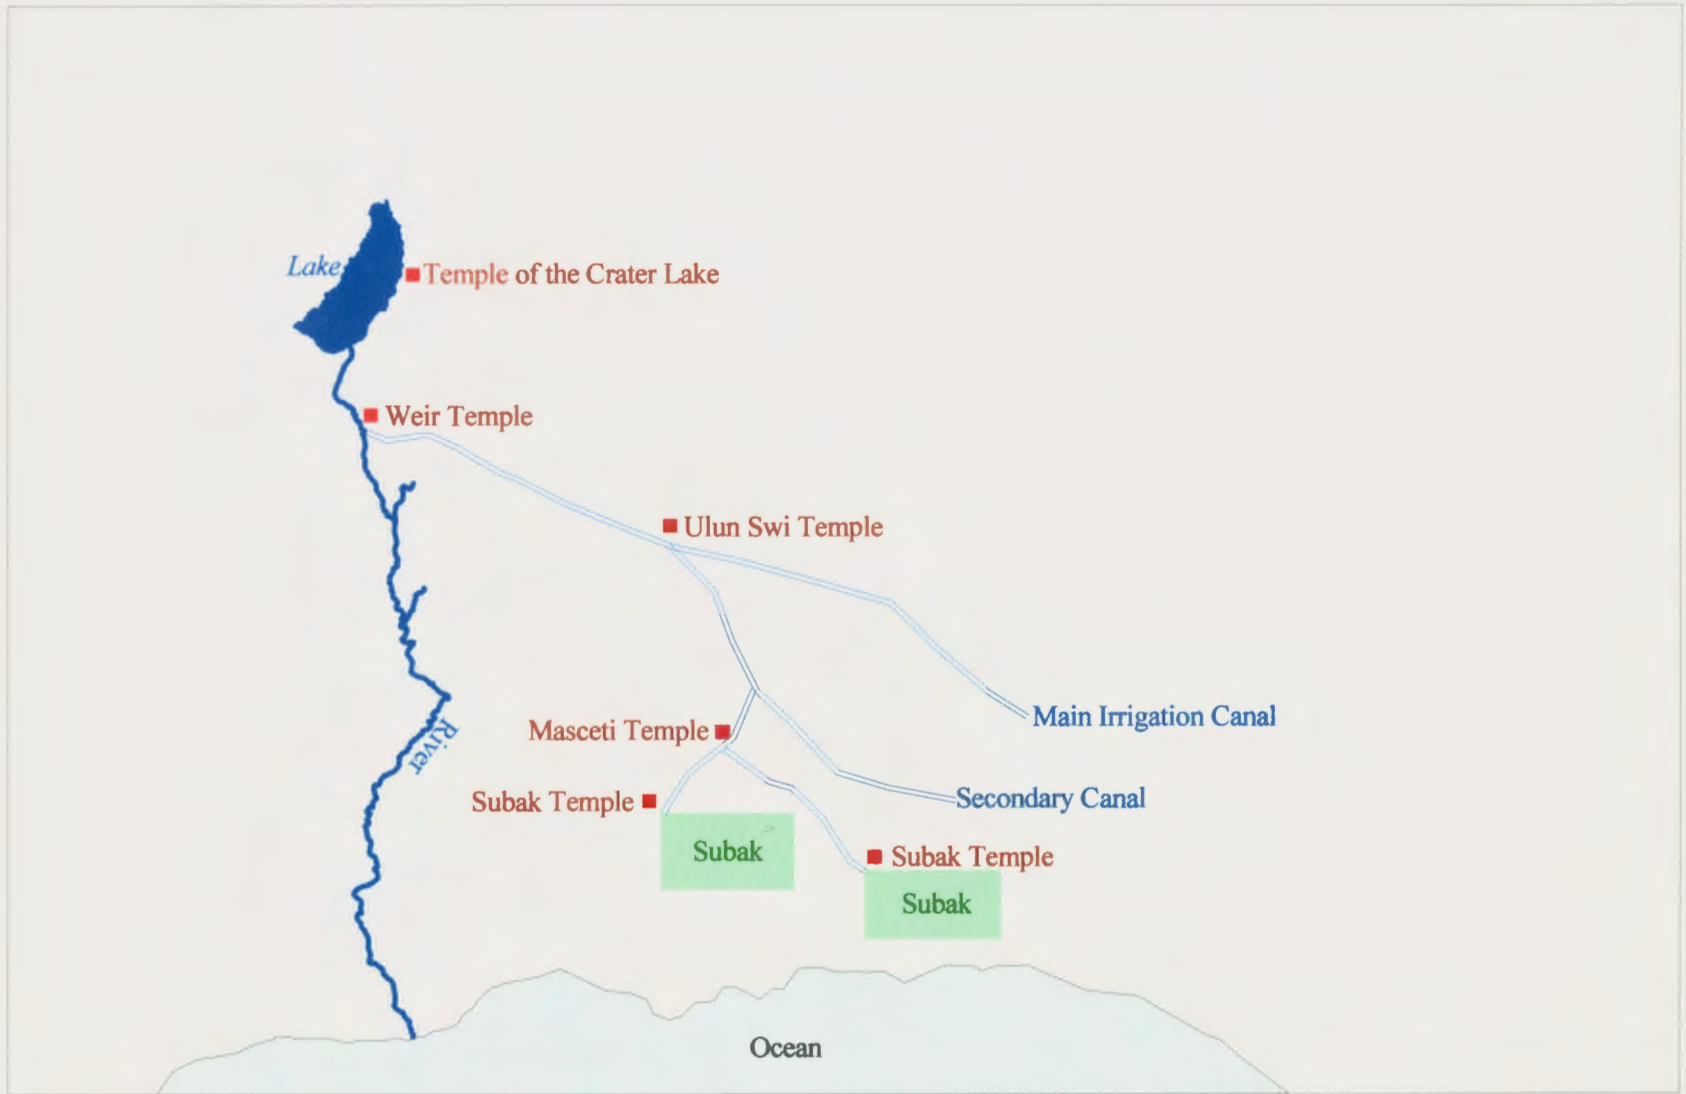 Lake
Temple of the Crater Lake
Weir Temple
Ulun Swi Temple
Main Irrigation Canal
River
Masceti Temple
Secondary Canal
Subak Temple
Subak
Subak Temple
Subak
Ocean